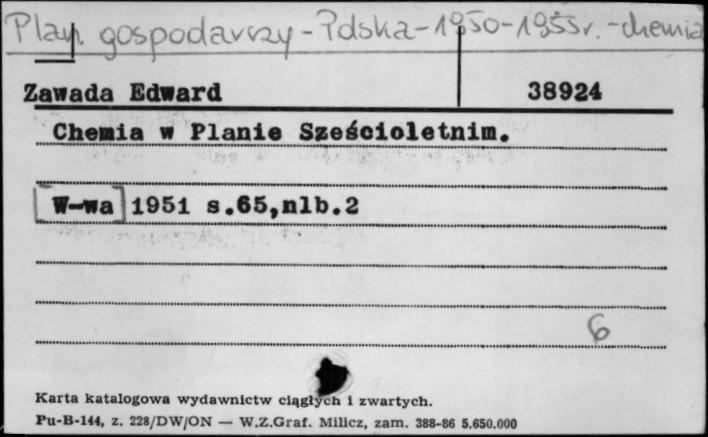 Plan gospodarczy - Polska - 1950-1955r. - chemia
Zawada Edward 38924
Chemia w Planie Sześcioletnim.
[W-wa] 1951 s.65,nlb.2
6
Karta katalogowa wydawnictw ciągłych i zwartych.
Pu-B-144, z. 228/DW/ON — W.Z.Graf. Milicz, zam. 388-86 5.650.000